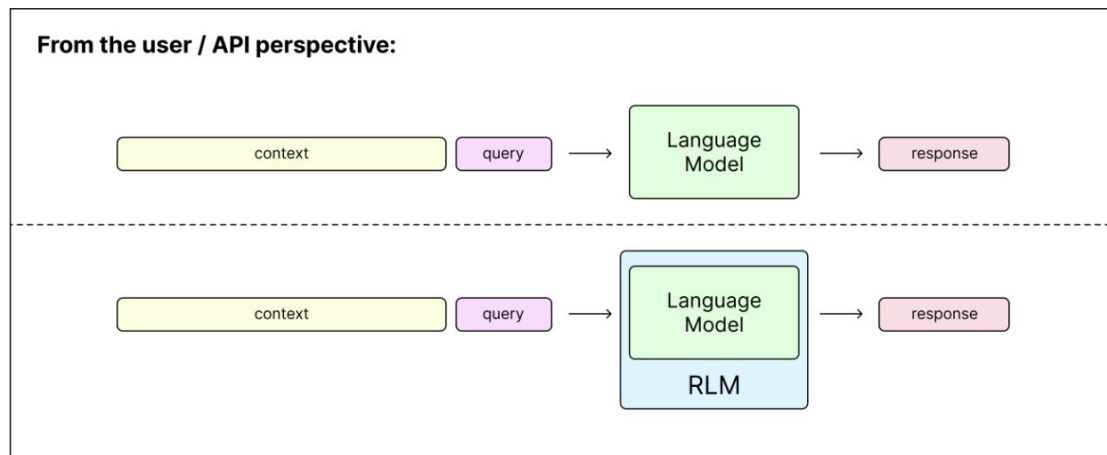 From the user / API perspective:
context
query
Language
Model
response
context
query
Language
Model
response
RLM